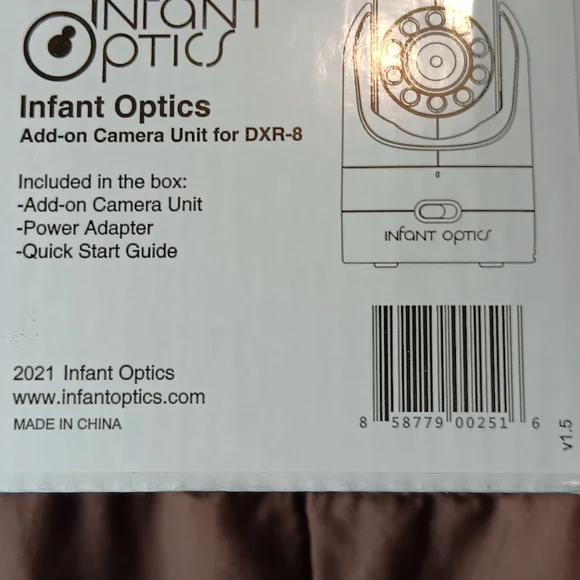 INFANT
OPTICS
Infant Optics
Add-on Camera Unit for DXR-8
Included in the box:
-Add-on Camera Unit
-Power Adapter
-Quick Start Guide
INFANT OPTICS
2021 Infant Optics
www.infantoptics.com
MADE IN CHINA
8 58779 00251 6
v1.5